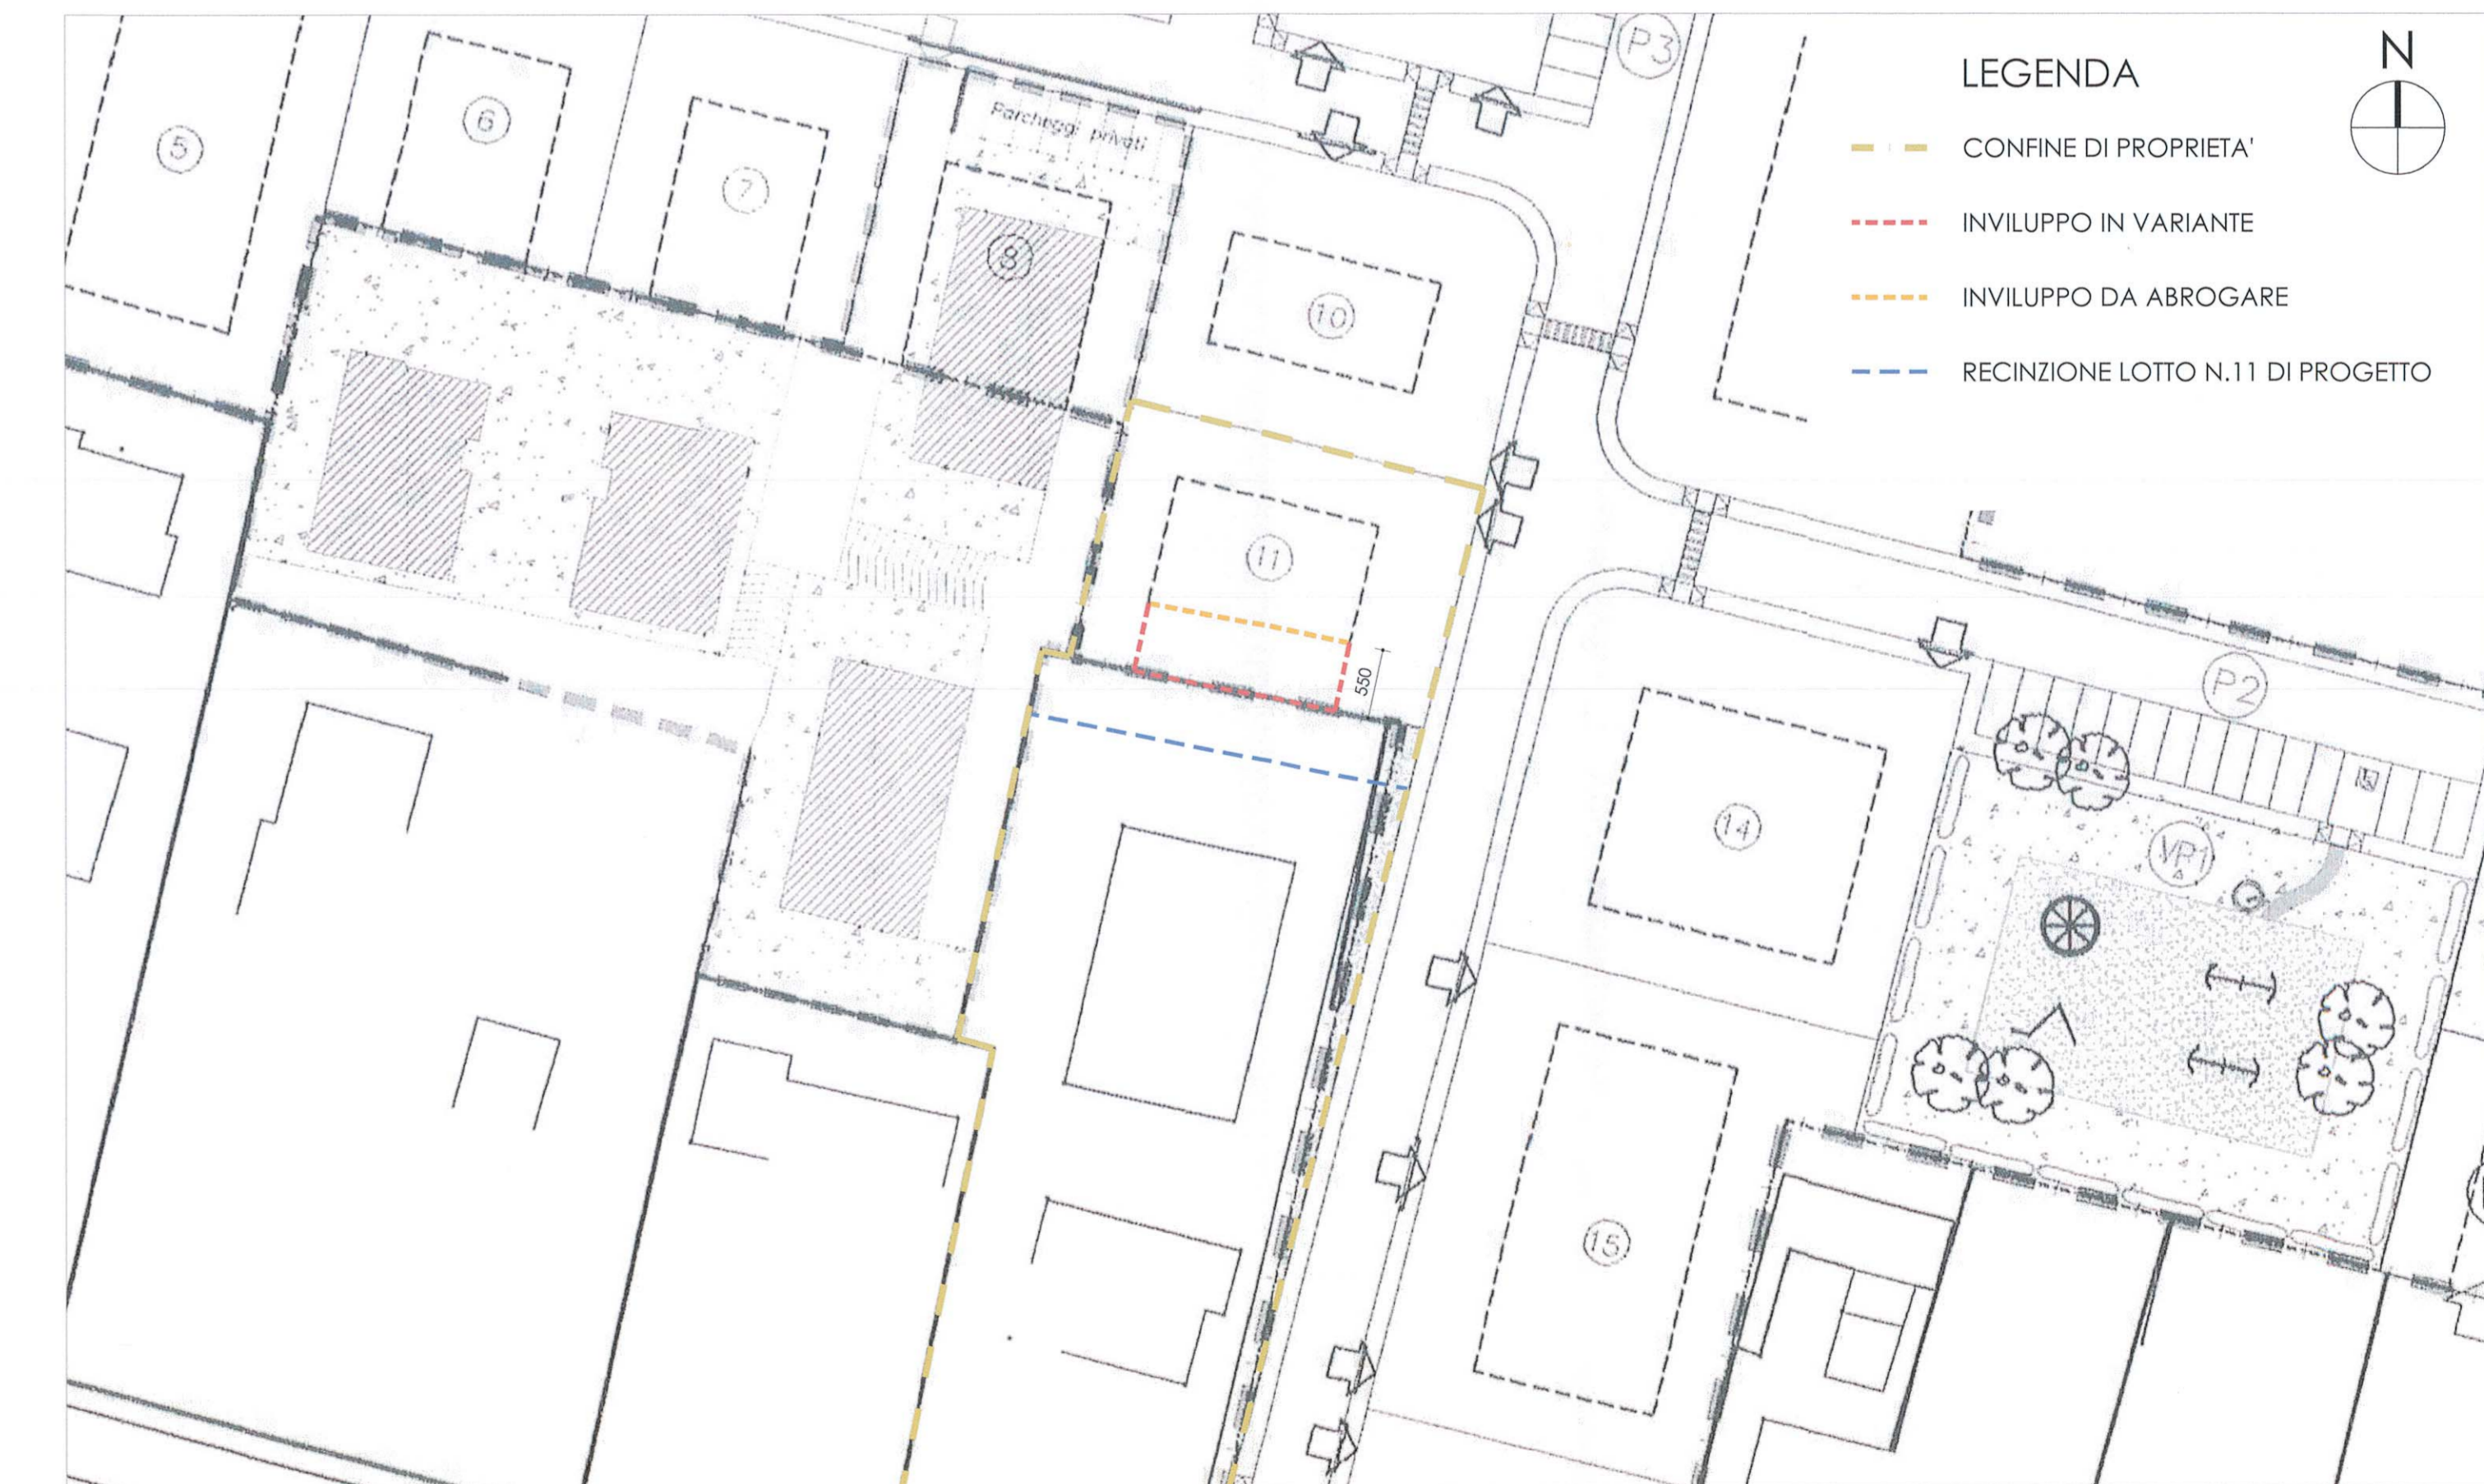 P3
N
LEGENDA
CONFINE DI PROPRIETA'
INVILUPPO IN VARIANTE
INVILUPPO DA ABROGARE
RECINZIONE LOTTO N.11 DI PROGETTO
5
6
7
Parcheggi privati
8
10
11
550
14
P2
VP1
15